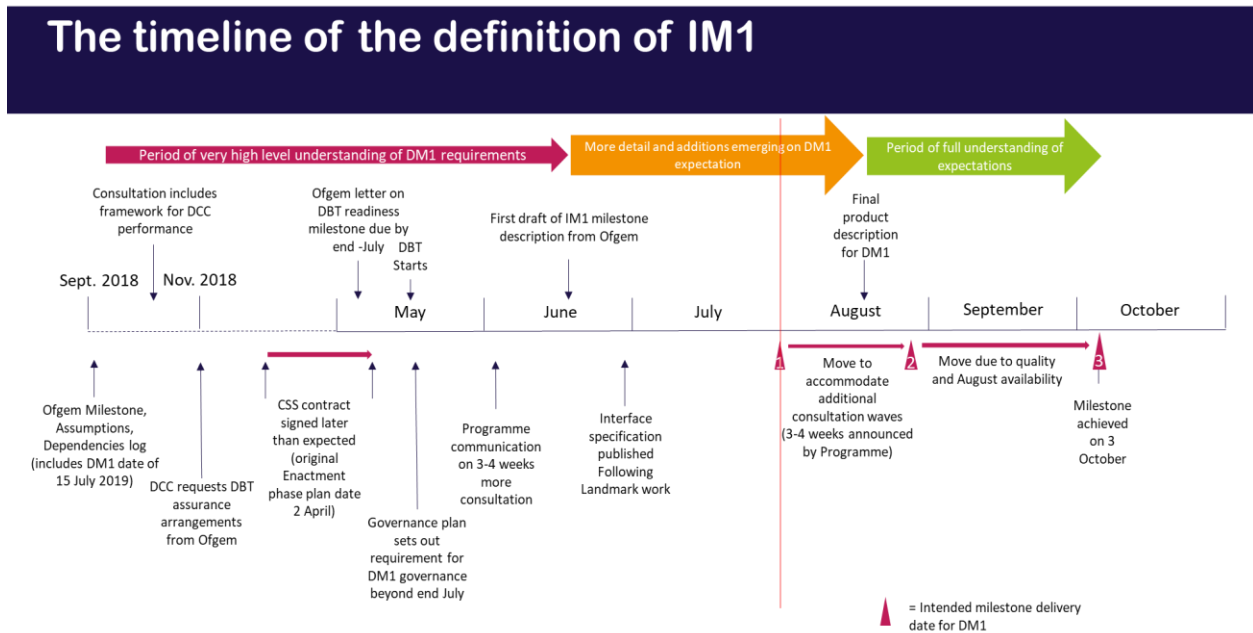 The timeline of the definition of IM1
Period of very high level understanding of DM1 requirements
More detail and additions emerging on DM1
expectation
Period of full understanding of
expectations
Consultation includes
framework for DCC
performance
Ofgem letter on
DBT readiness
milestone due by
end -July
DBT
Starts
First draft of IM1 milestone
description from Ofgem
Final
product
description
for DM1
Sept. 2018
Nov. 2018
May
June
July
August
September
October
1
2
3
Ofgem Milestone,
Assumptions,
Dependencies log
(includes DM1 date of
15 July 2019)
DCC requests DBT
assurance
arrangements
from Ofgem
CSS contract
signed later
than expected
(original
Enactment
phase plan date
2 April)
Governance plan
sets out
requirement for
DM1 governance
beyond end July
Programme
communication
on 3-4 weeks
more
consultation
Interface
specification
published
Following
Landmark work
Move to
accommodate
additional
consultation waves
(3-4 weeks announced
by Programme)
Move due to quality
and August availability
Milestone
achieved
on 3
October
= Intended milestone delivery
date for DM1